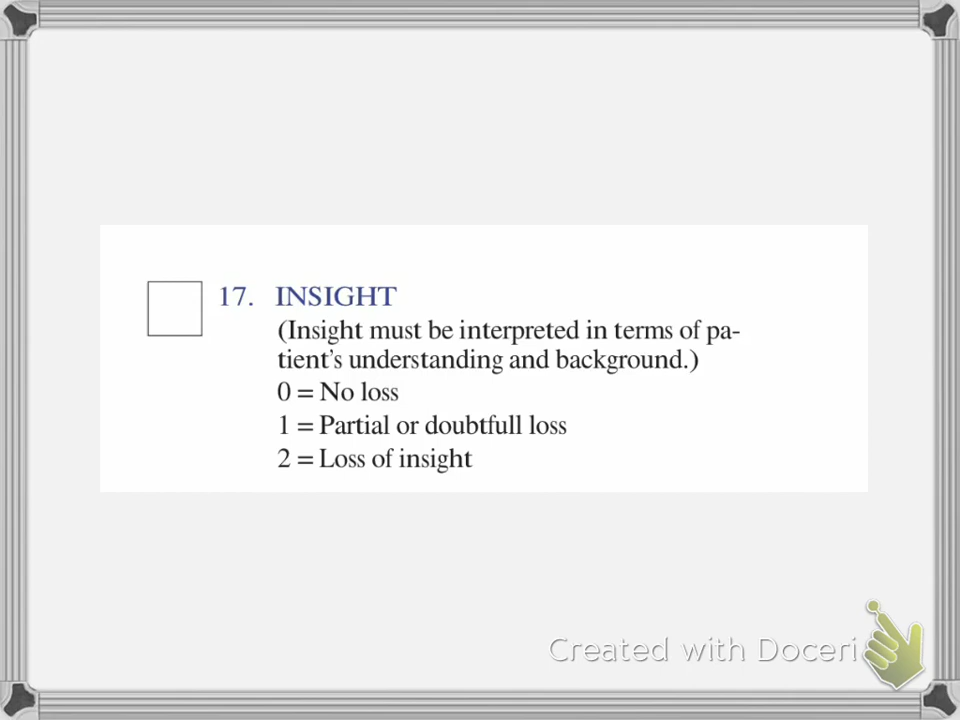 17. INSIGHT
(Insight must be interpreted in terms of pa-
tient's understanding and background.)
0 = No loss
1 = Partial or doubtfull loss
2 = Loss of insight
Created with Doceri